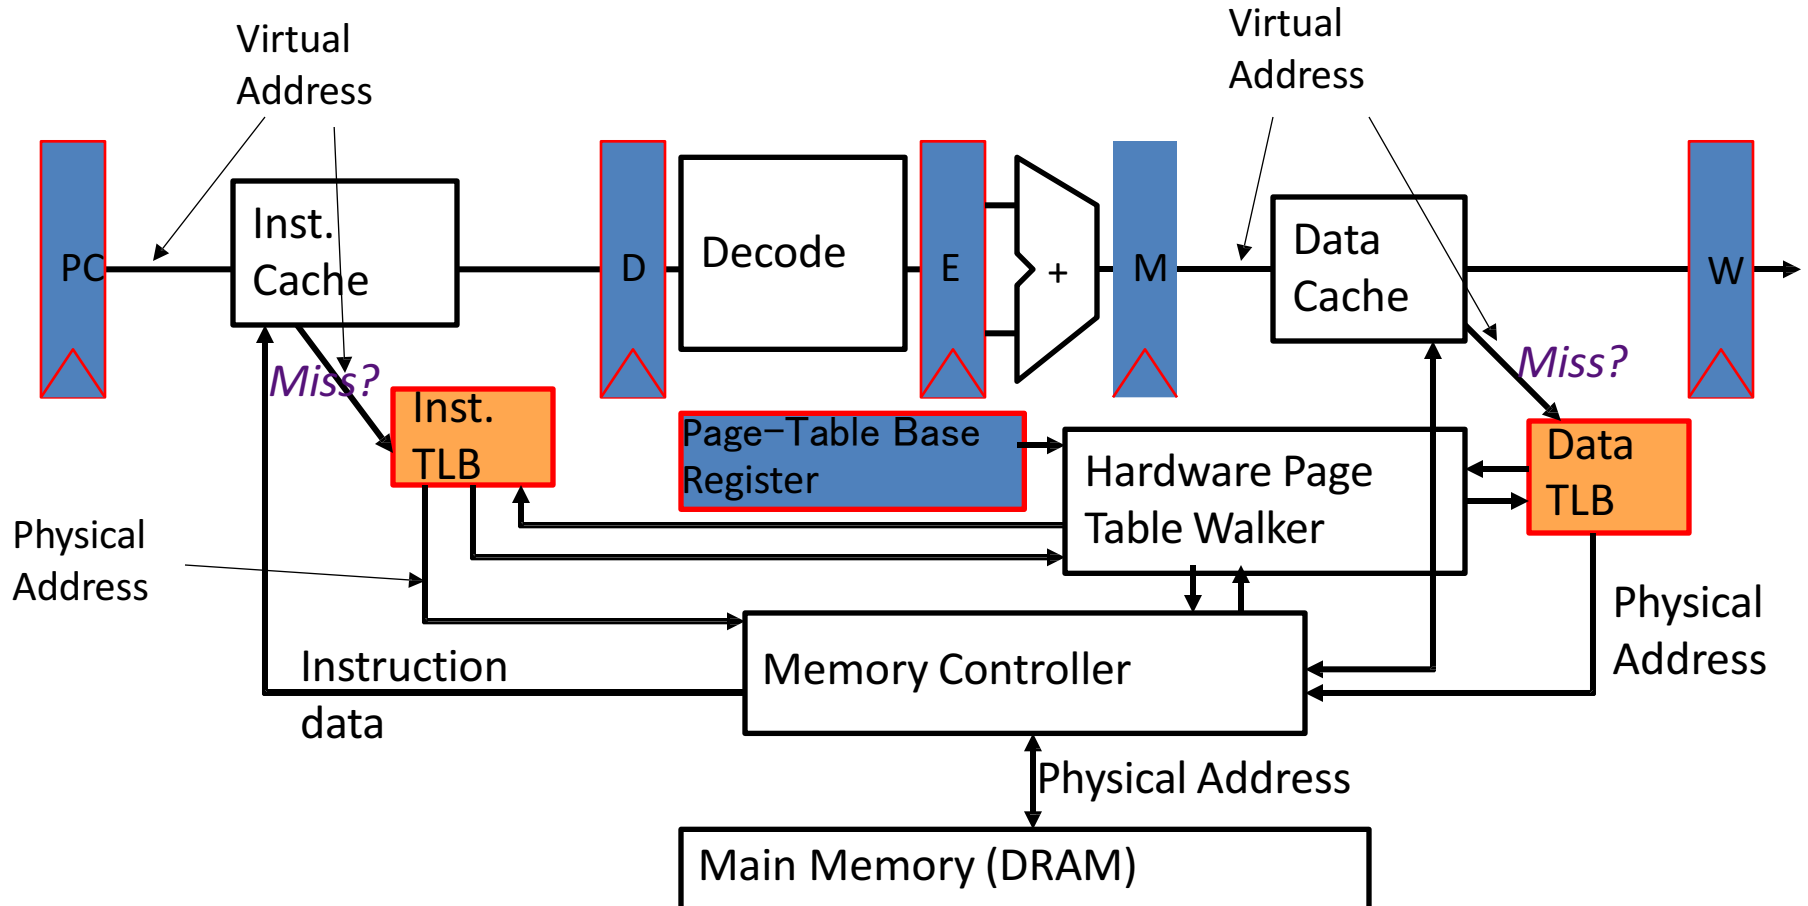 Virtual
Address
Virtual
Address
PC
Inst.
Cache
D
Decode
E
+
M
Data
Cache
W
Miss?
Miss?
Inst.
TLB
Page-Table Base
Register
Hardware Page
Table Walker
Data
TLB
Physical
Address
Physical
Address
Instruction
data
Memory Controller
Physical Address
Main Memory (DRAM)